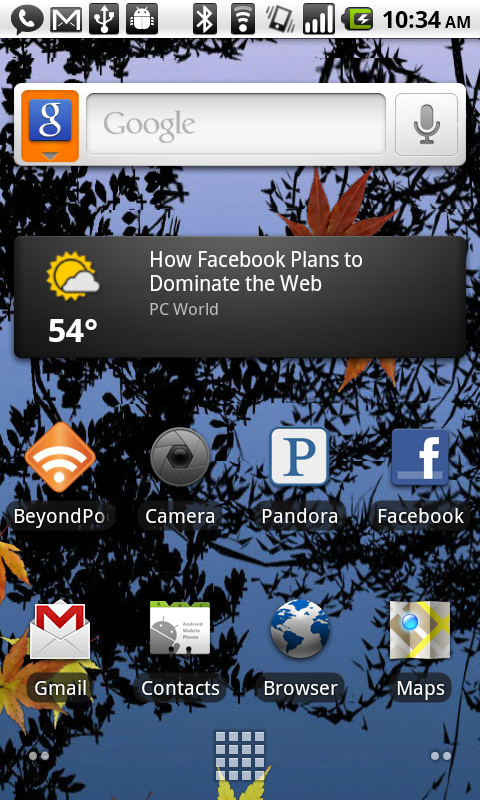 10:34 AM
g
Google
How Facebook Plans to
Dominate the Web
PC World
54°
P
f
BeyondPo
Camera
Pandora
Facebook
Android
Mobile
Phone
Gmail
Contacts
Browser
Maps